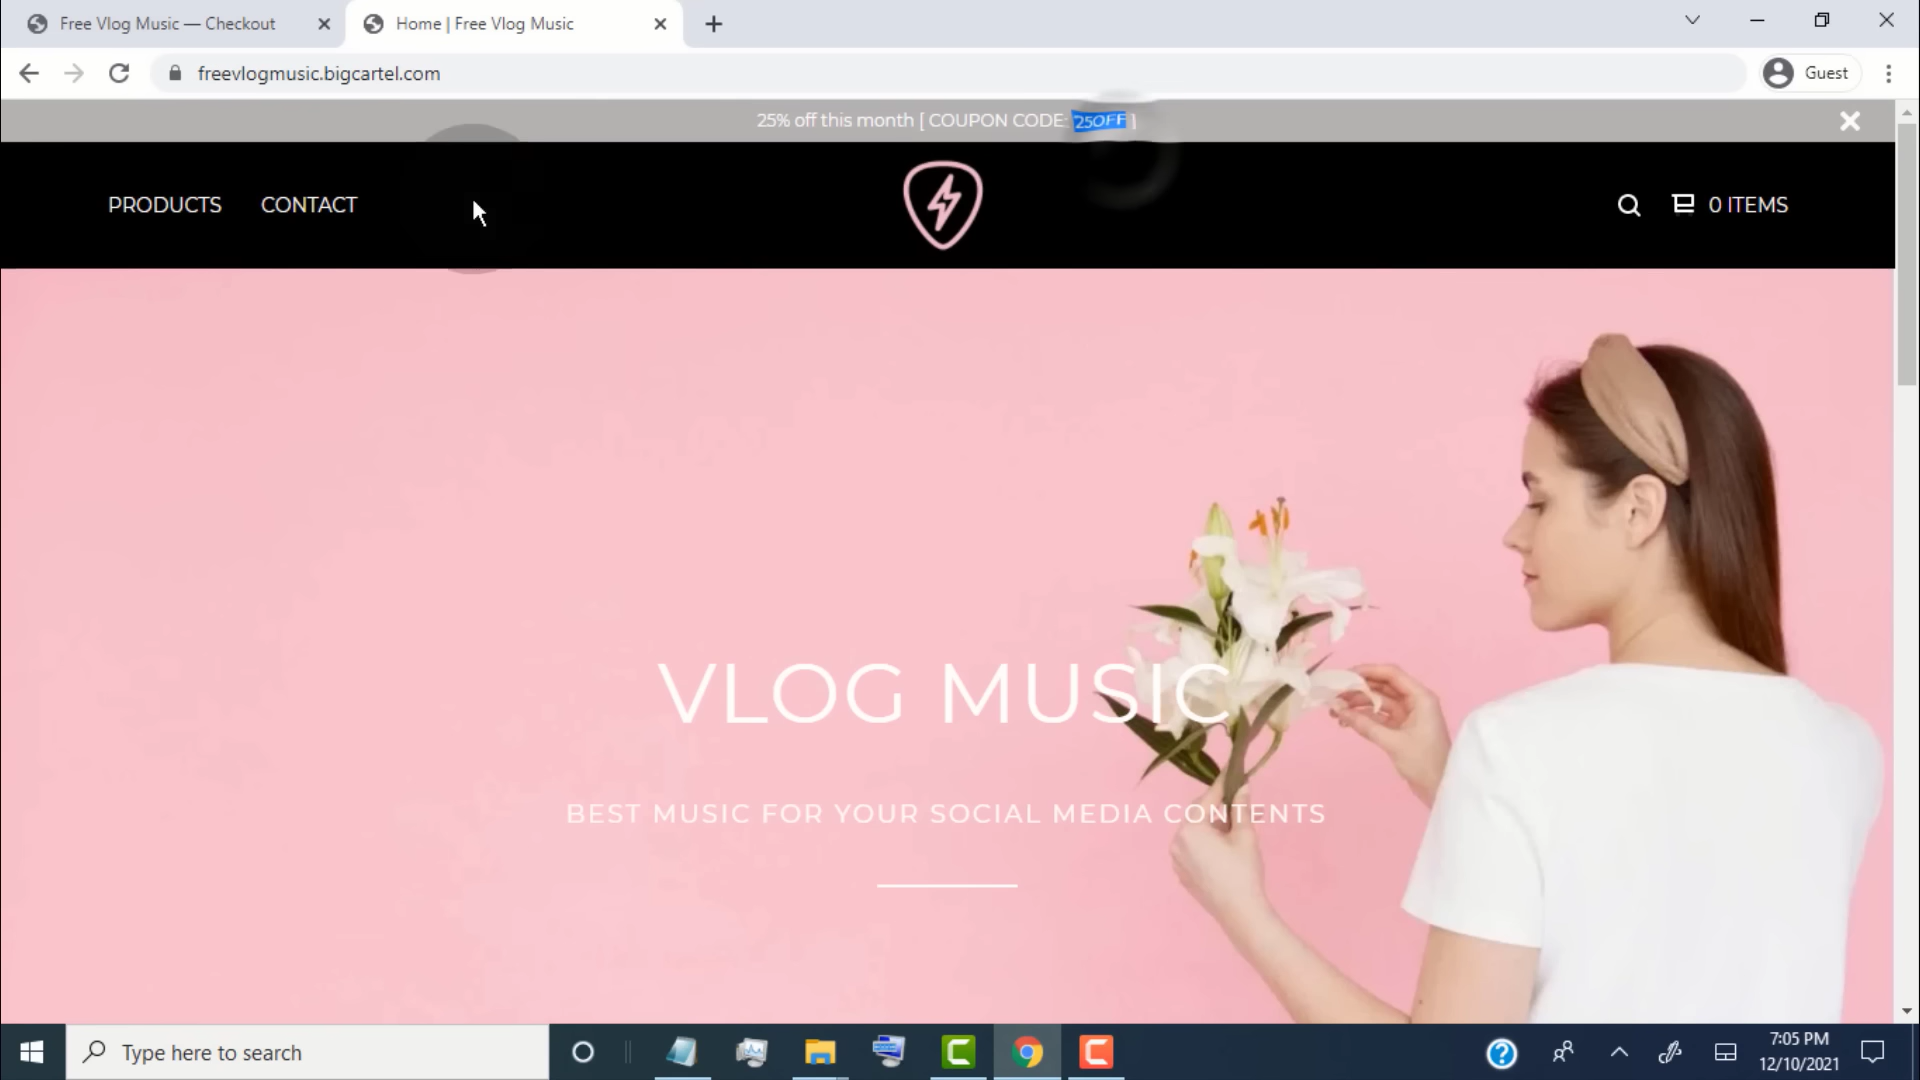 Free Vlog Music — Checkout
Home | Free Vlog Music
freevlogmusic.bigcartel.com
Guest
25% off this month [ COUPON CODE: 25OFF ]
PRODUCTS CONTACT
0 ITEMS
VLOG MUSIC
BEST MUSIC FOR YOUR SOCIAL MEDIA CONTENTS
Type here to search
7:05 PM
12/10/2021